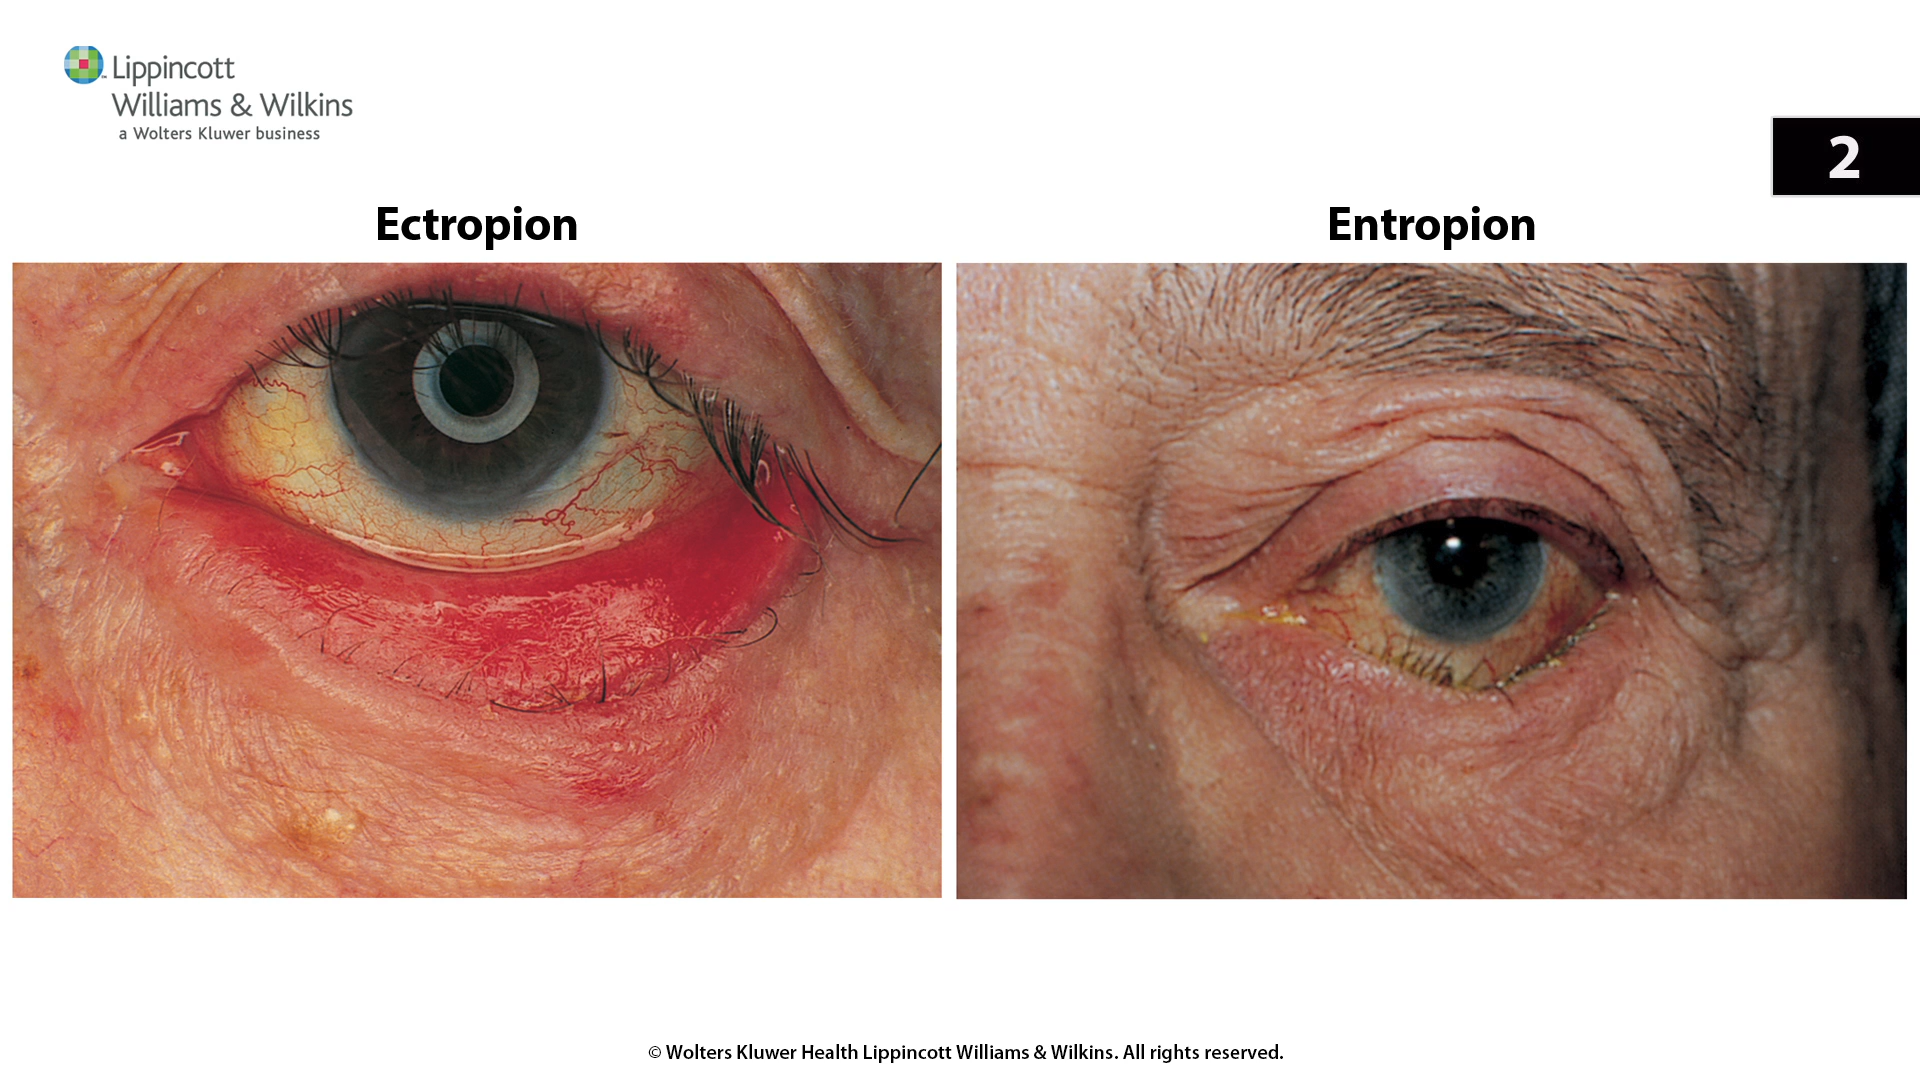 Lippincott
Williams & Wilkins
a Wolters Kluwer business
2
Ectropion
Entropion
© Wolters Kluwer Health Lippincott Williams & Wilkins. All rights reserved.